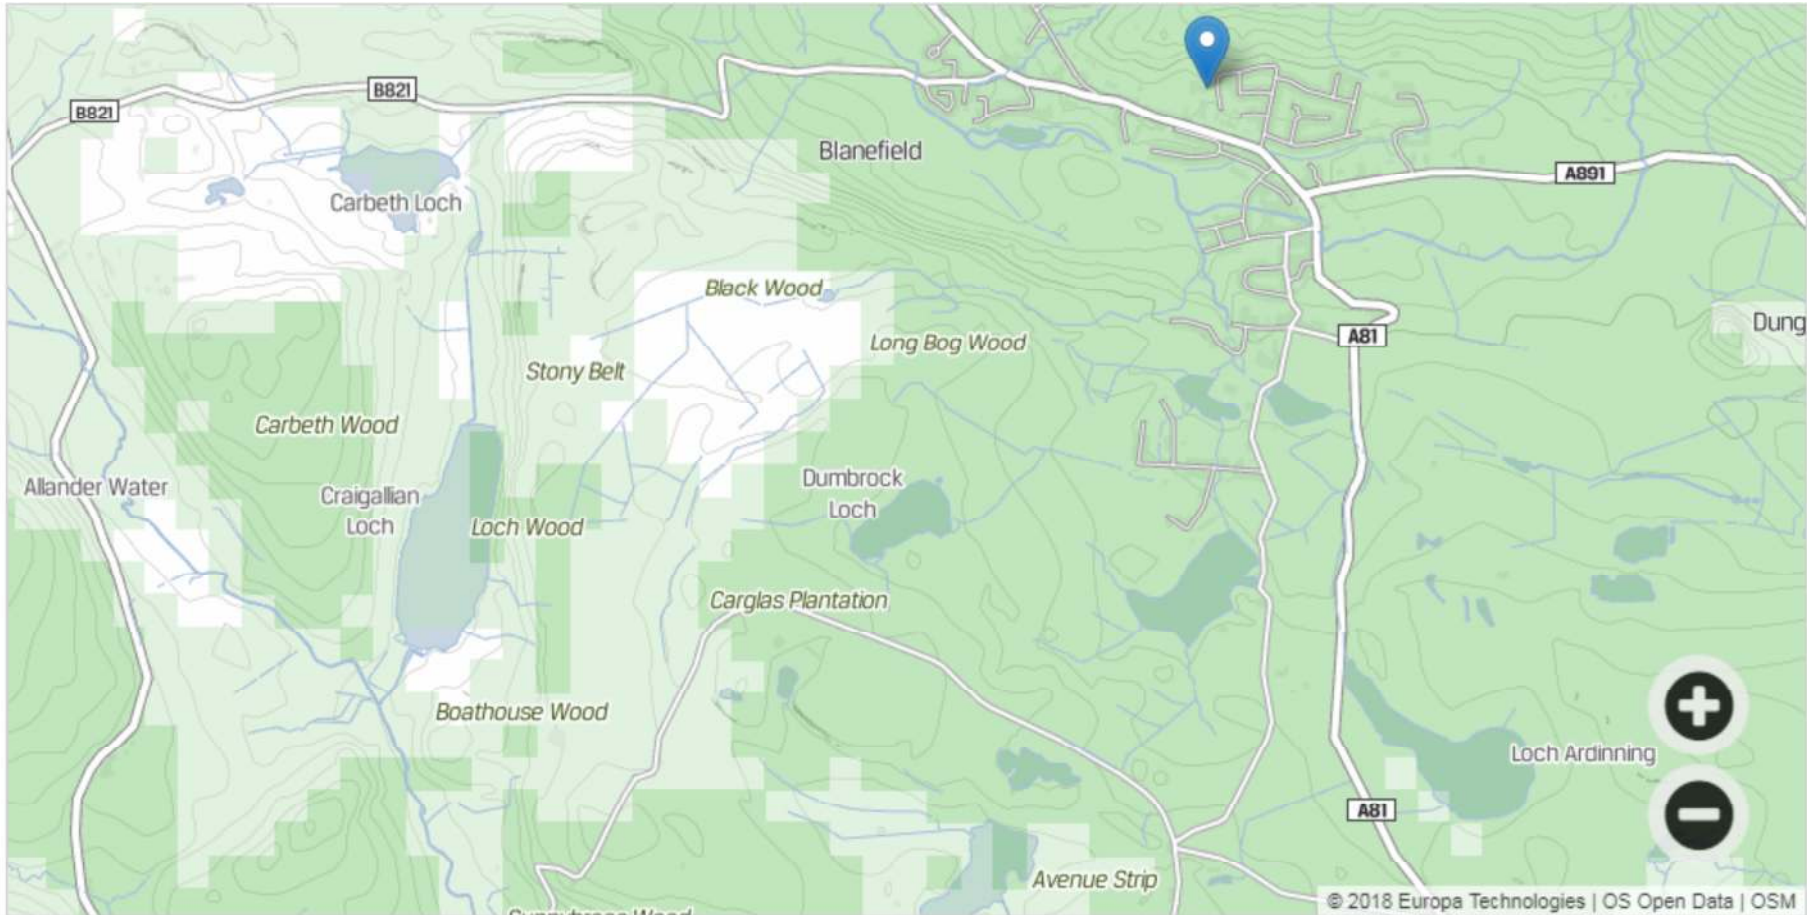 B821
B821
Blanefield
A891
Carbeth Loch
Black Wood
Dung
Long Bog Wood
A81
Stony Belt
Carbeth Wood
Allander Water
Craigallian
Loch
Dumbrock
Loch
Loch Wood
Carglas Plantation
Boathouse Wood
Loch Ardinning
A81
Avenue Strip
© 2018 Europa Technologies | OS Open Data | OSM